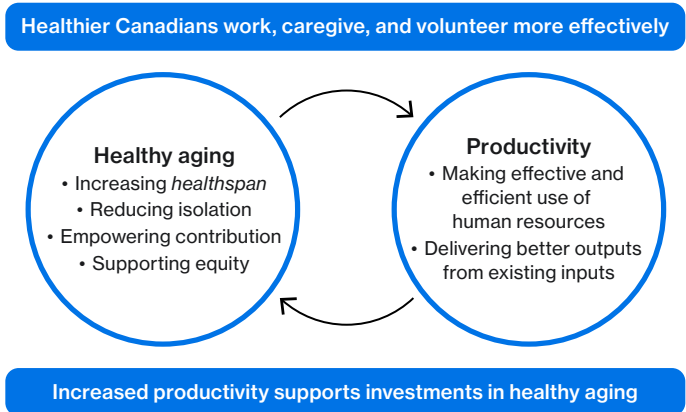 Healthier Canadians work, caregive, and volunteer more effectively
Healthy aging
• Increasing healthspan
• Reducing isolation
• Empowering contribution
• Supporting equity
Productivity
• Making effective and
efficient use of
human resources
• Delivering better outputs
from existing inputs
Increased productivity supports investments in healthy aging